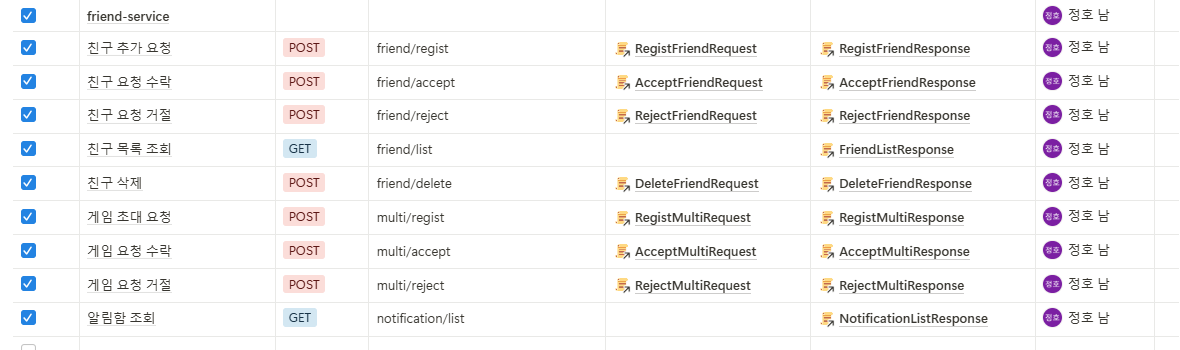 friend-service 정호 정호 남
친구 추가 요청 POST friend/regist RegistFriendRequest RegistFriendResponse 정호 정호 남
친구 요청 수락 POST friend/accept AcceptFriendRequest AcceptFriendResponse 정호 정호 남
친구 요청 거절 POST friend/reject RejectFriendRequest RejectFriendResponse 정호 정호 남
친구 목록 조회 GET friend/list FriendListResponse 정호 정호 남
친구 삭제 POST friend/delete DeleteFriendRequest DeleteFriendResponse 정호 정호 남
게임 초대 요청 POST multi/regist RegistMultiRequest RegistMultiResponse 정호 정호 남
게임 요청 수락 POST multi/accept AcceptMultiRequest AcceptMultiResponse 정호 정호 남
게임 요청 거절 POST multi/reject RejectMultiRequest RejectMultiResponse 정호 정호 남
알림함 조회 GET notification/list NotificationListResponse 정호 정호 남